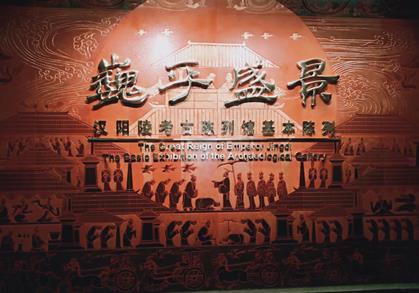 巍乎盛景
汉阳陵考古陈列馆基本陈列
The Great Reign of Emperor Jingdi
The Basic Exhibition of the Archaeological Gallery